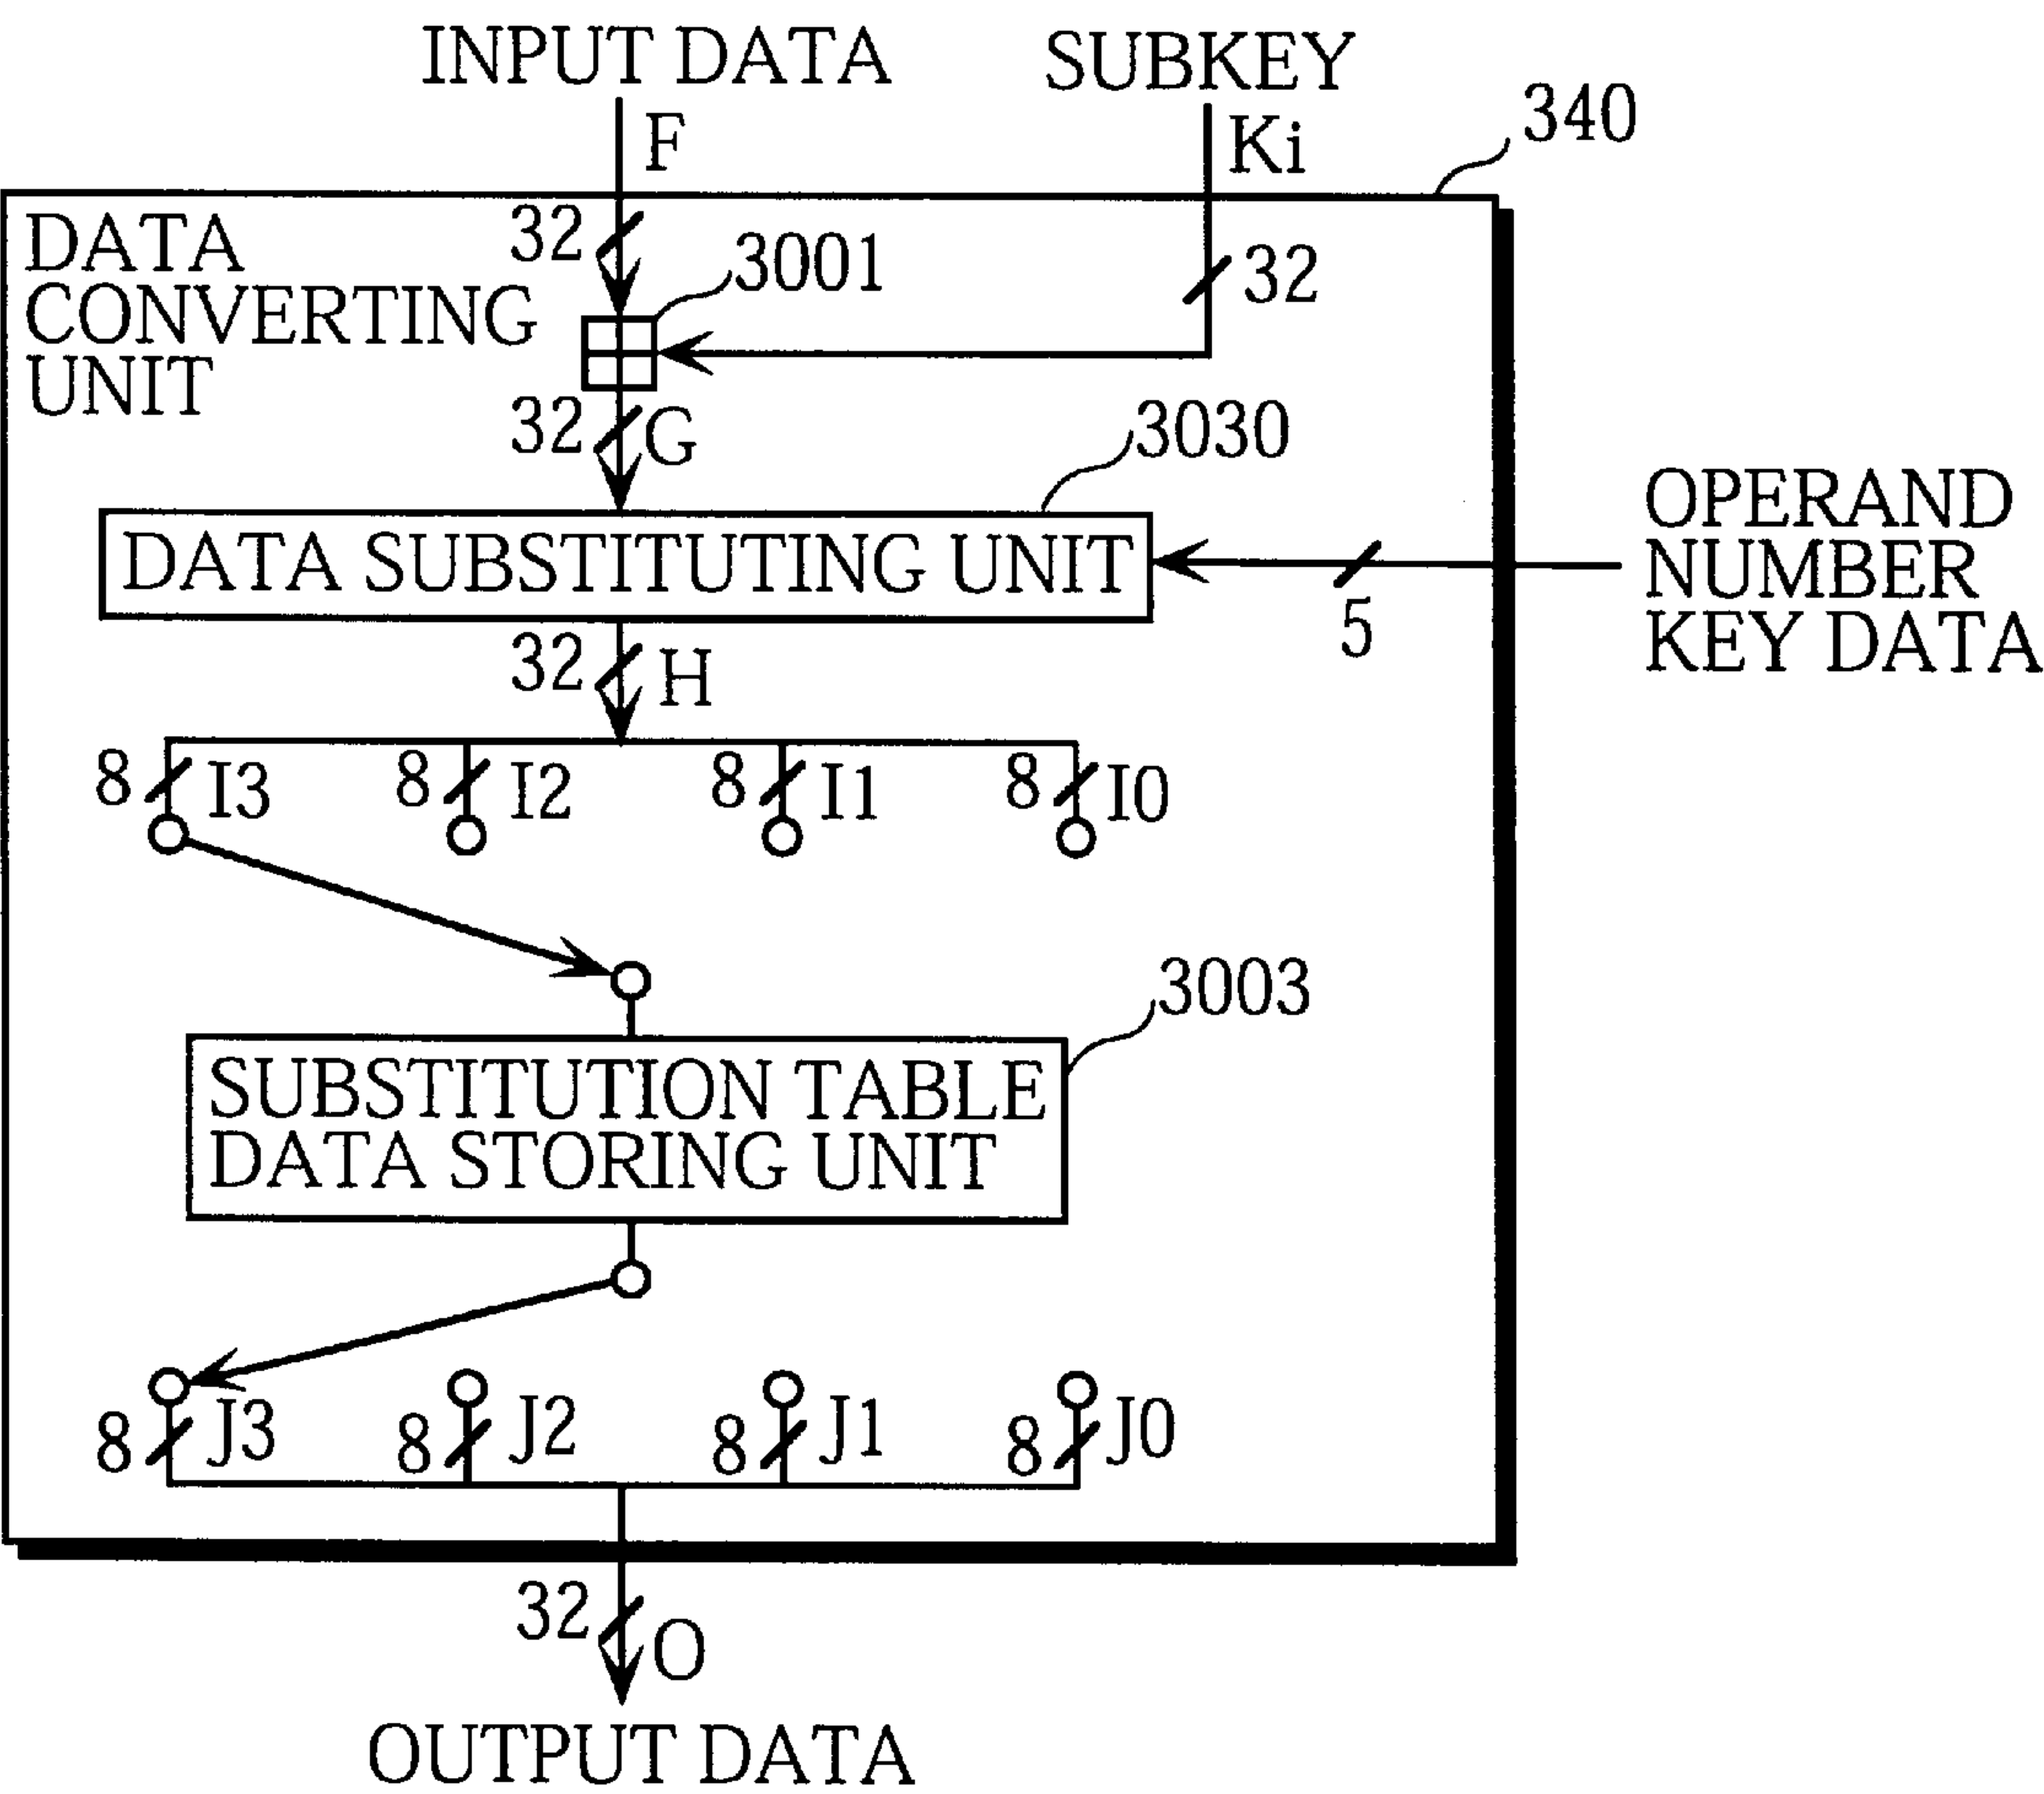 INPUT DATA
SUBKEY
F
Ki
340
DATA
CONVERTING
UNIT
32
3001
32
32
G
3030
DATA SUBSTITUTING UNIT
OPERAND
NUMBER
KEY DATA
5
32
H
8
I3
8
I2
8
I1
8
I0
3003
SUBSTITUTION TABLE
DATA STORING UNIT
8
J3
8
J2
8
J1
8
J0
32
O
OUTPUT DATA